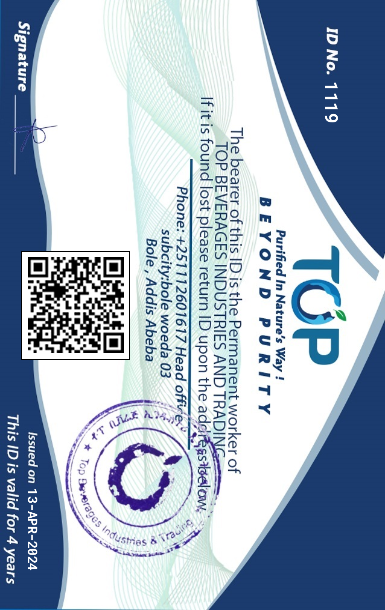 ID No. 1119
TOP
Purified In Nature's Way !
BEYOND PURITY
The bearer of this ID is the Permanent worker of
TOP BEVERAGES INDUSTRIES AND TRADIN
If it is found lost please return ID upon the address below.
Phone: +251112601617 Head office
subcity:bole woeda 03
Bole , Addis Abeba
Top Beverages Industries & Trading
Signature
Issued on 13-APR-2024
This ID is valid for 4 years